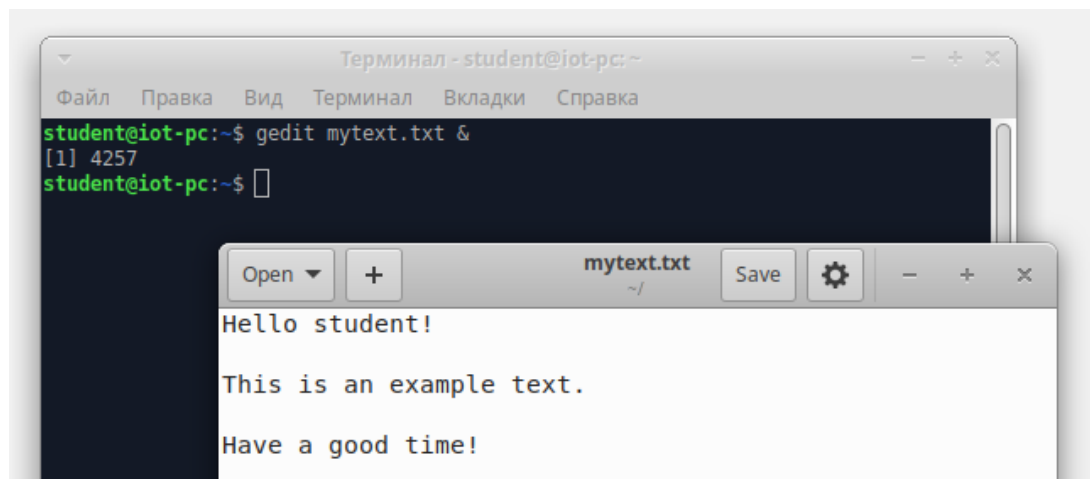 Терминал - student@iot-pc: ~
Файл Правка Вид Терминал Вкладки Справка
student@iot-pc:~$ gedit mytext.txt &
[1] 4257
student@iot-pc:~$
Open mytext.txt Save
~/
Hello student!
This is an example text.
Have a good time!